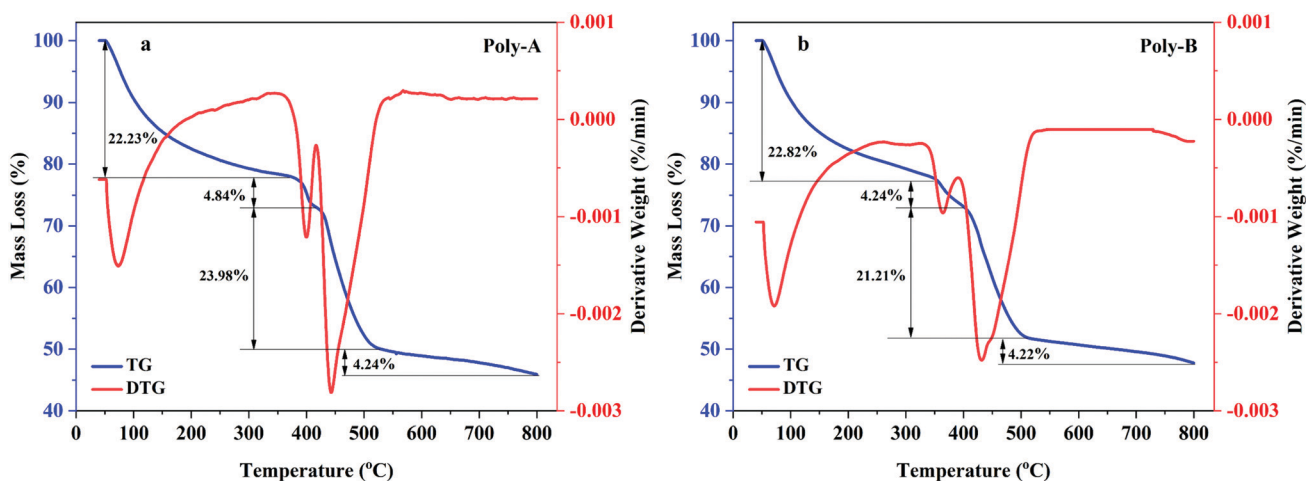 a
Poly-A
100
90
80
70
60
50
40
Mass Loss (%)
22.23%
4.84%
23.98%
4.24%
TG
DTG
0.001
0.000
-0.001
-0.002
-0.003
Derivative Weight (%/min)
0 100 200 300 400 500 600 700 800
Temperature (°C)
b
Poly-B
100
90
80
70
60
50
40
Mass Loss (%)
22.82%
4.24%
21.21%
4.22%
TG
DTG
0.001
0.000
-0.001
-0.002
-0.003
Derivative Weight (%/min)
0 100 200 300 400 500 600 700 800
Temperature (°C)